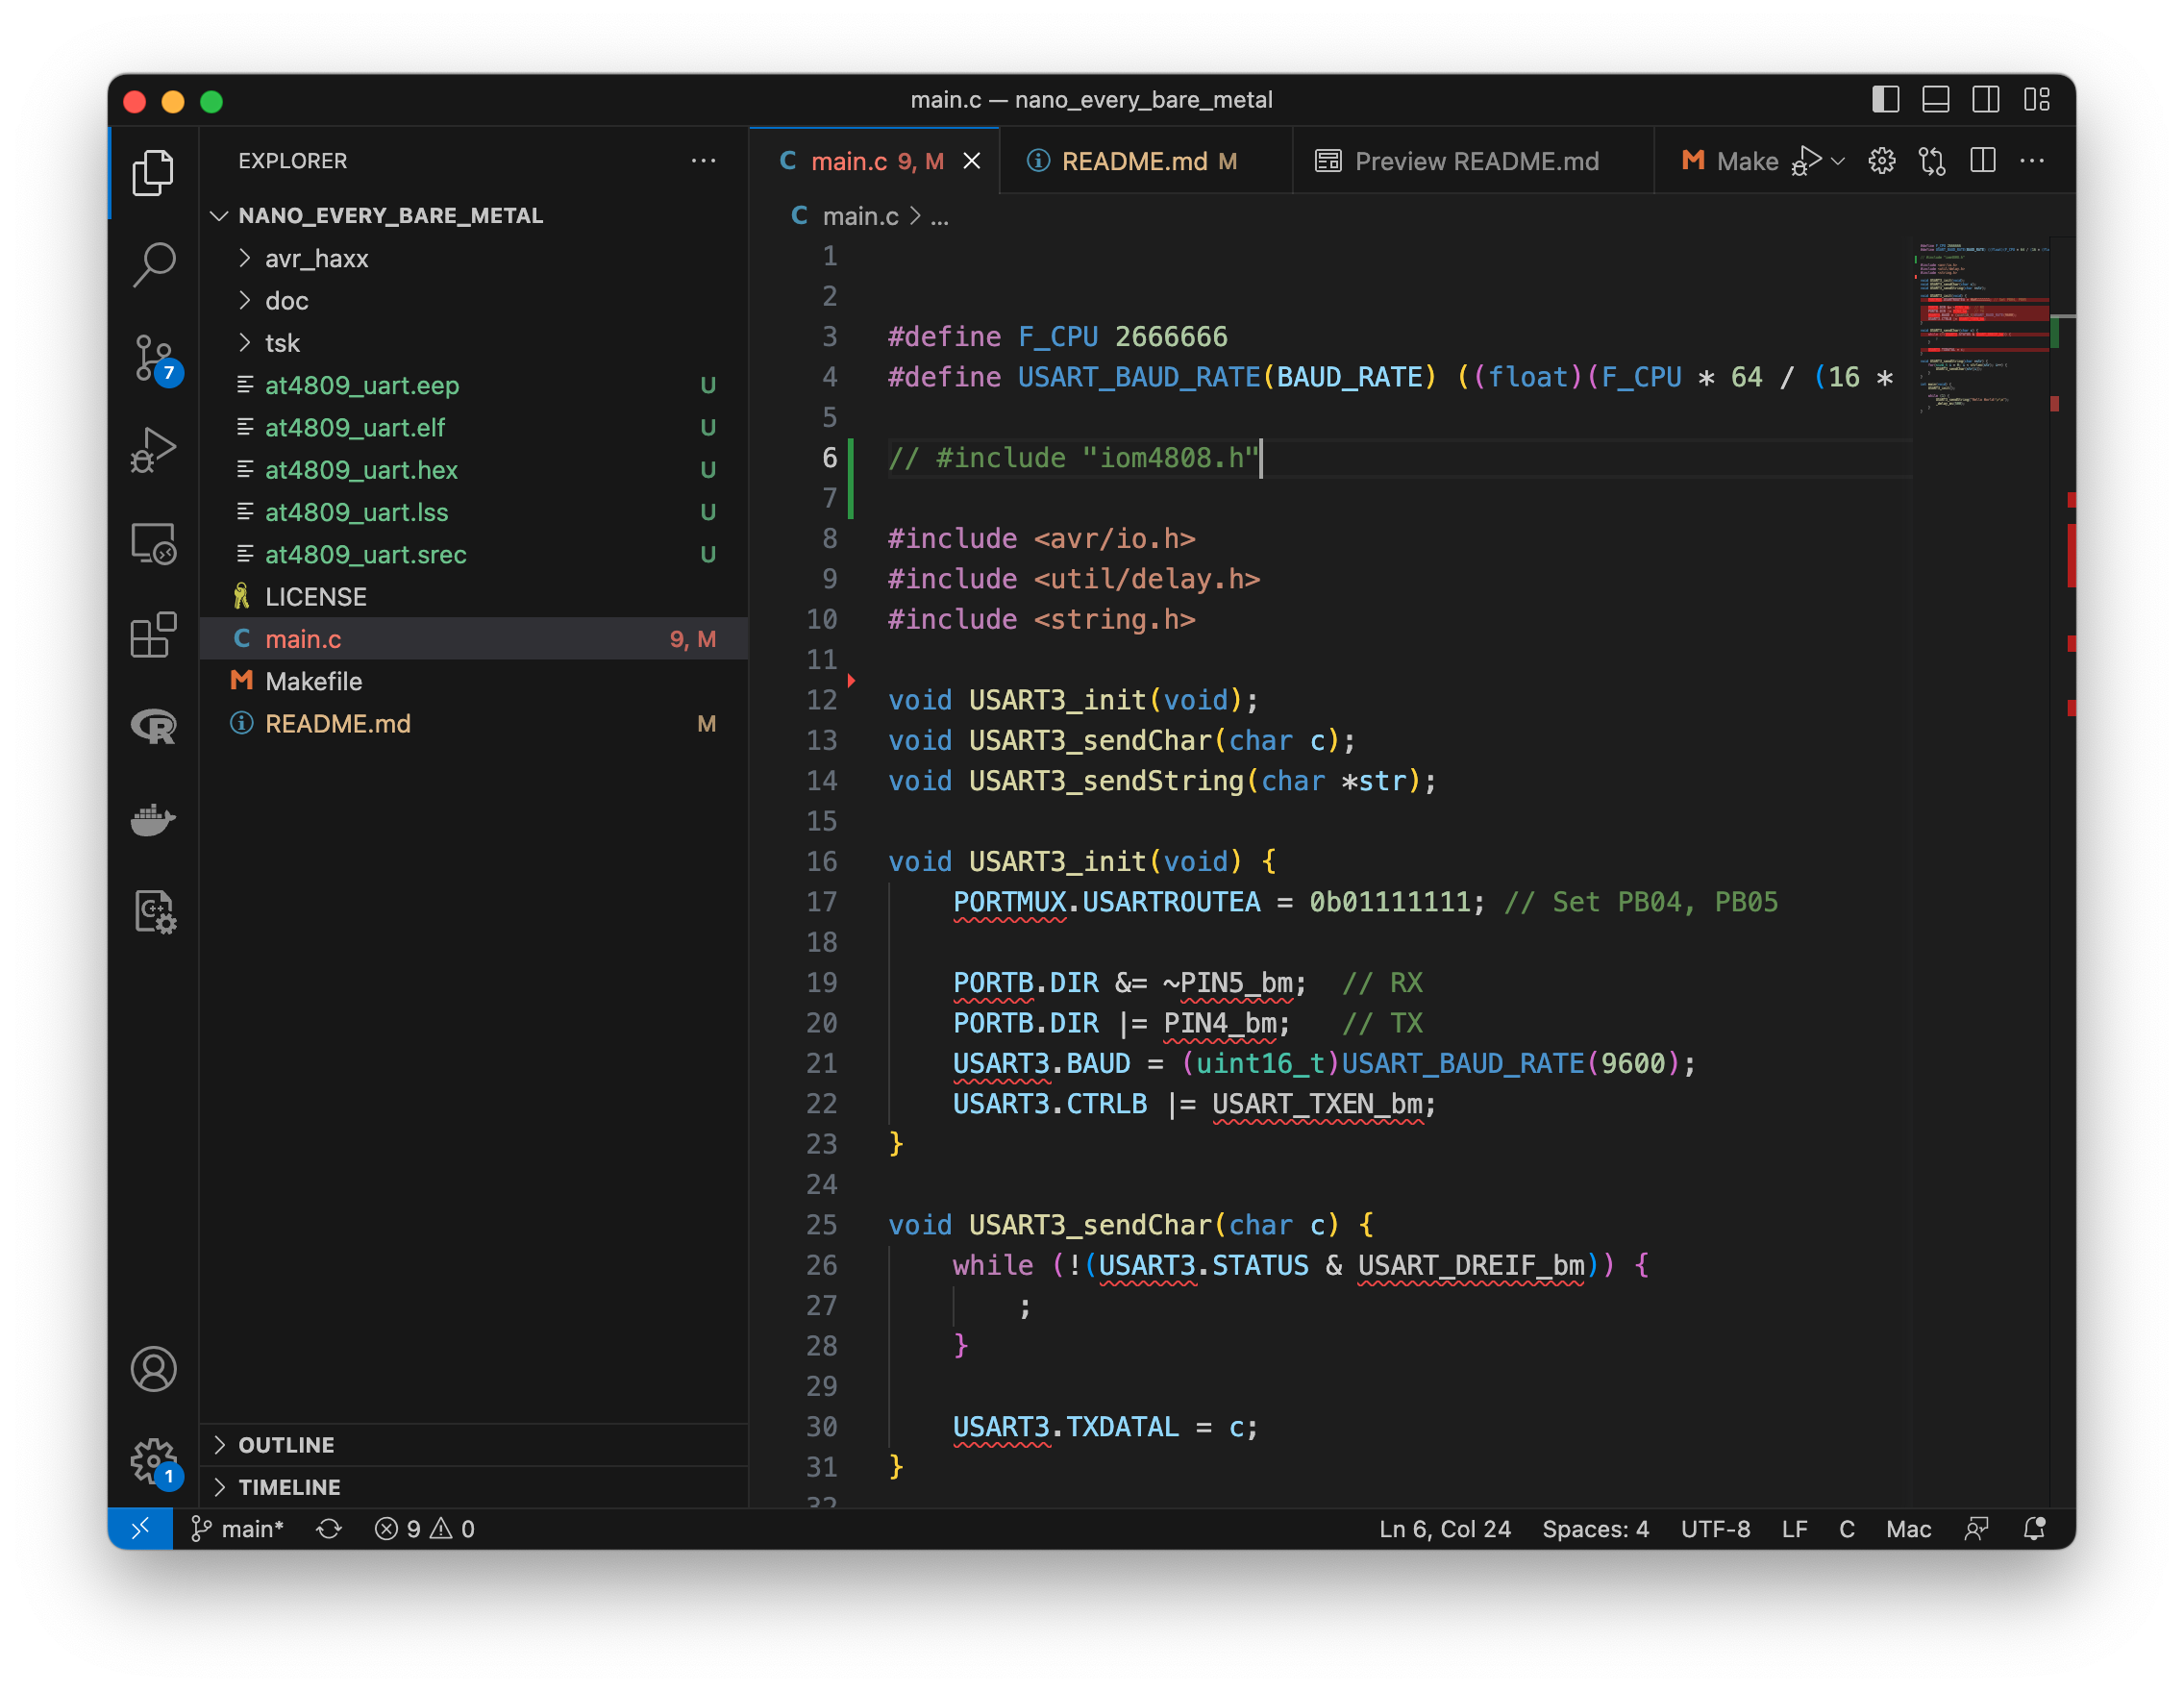 main.c — nano_every_bare_metal
EXPLORER
main.c 9, M
README.md M
Preview README.md
Make
NANO_EVERY_BARE_METAL
avr_haxx
doc
tsk
at4809_uart.eep U
at4809_uart.elf U
at4809_uart.hex U
at4809_uart.lss U
at4809_uart.srec U
LICENSE
C main.c 9, M
M Makefile
README.md M
OUTLINE
TIMELINE
7
1
C main.c > ...
1
2
3 #define F_CPU 2666666
4 #define USART_BAUD_RATE(BAUD_RATE) ((float)(F_CPU * 64 / (16 *
5
6 // #include "iom4808.h"
7
8 #include <avr/io.h>
9 #include <util/delay.h>
10 #include <string.h>
11
12 void USART3_init(void);
13 void USART3_sendChar(char c);
14 void USART3_sendString(char *str);
15
16 void USART3_init(void) {
17 PORTMUX.USARTROUTEA = 0b01111111; // Set PB04, PB05
18
19 PORTB.DIR &= ~PIN5_bm; // RX
20 PORTB.DIR |= PIN4_bm; // TX
21 USART3.BAUD = (uint16_t)USART_BAUD_RATE(9600);
22 USART3.CTRLB |= USART_TXEN_bm;
23 }
24
25 void USART3_sendChar(char c) {
26 while (!(USART3.STATUS & USART_DREIF_bm)) {
27 ;
28 }
29
30 USART3.TXDATAL = c;
31 }
32
main* 9 0 Ln 6, Col 24 Spaces: 4 UTF-8 LF C Mac